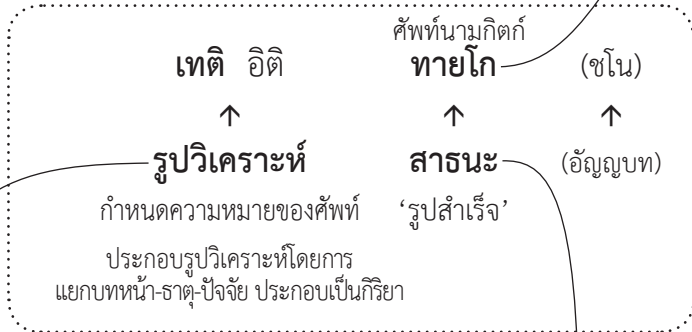 ศัพท์นามกิตก์
เทติ อิติ ทายโก (ชโน)
↑ ↑ ↑
รูปวิเคราะห์ สาธนะ (อัญญบท)
กำหนดความหมายของศัพท์ ‘รูปสำเร็จ’
ประกอบรูปวิเคราะห์โดยการ
แยกบทหน้า-ธาตุ-ปัจจัย ประกอบเป็นกิริยา